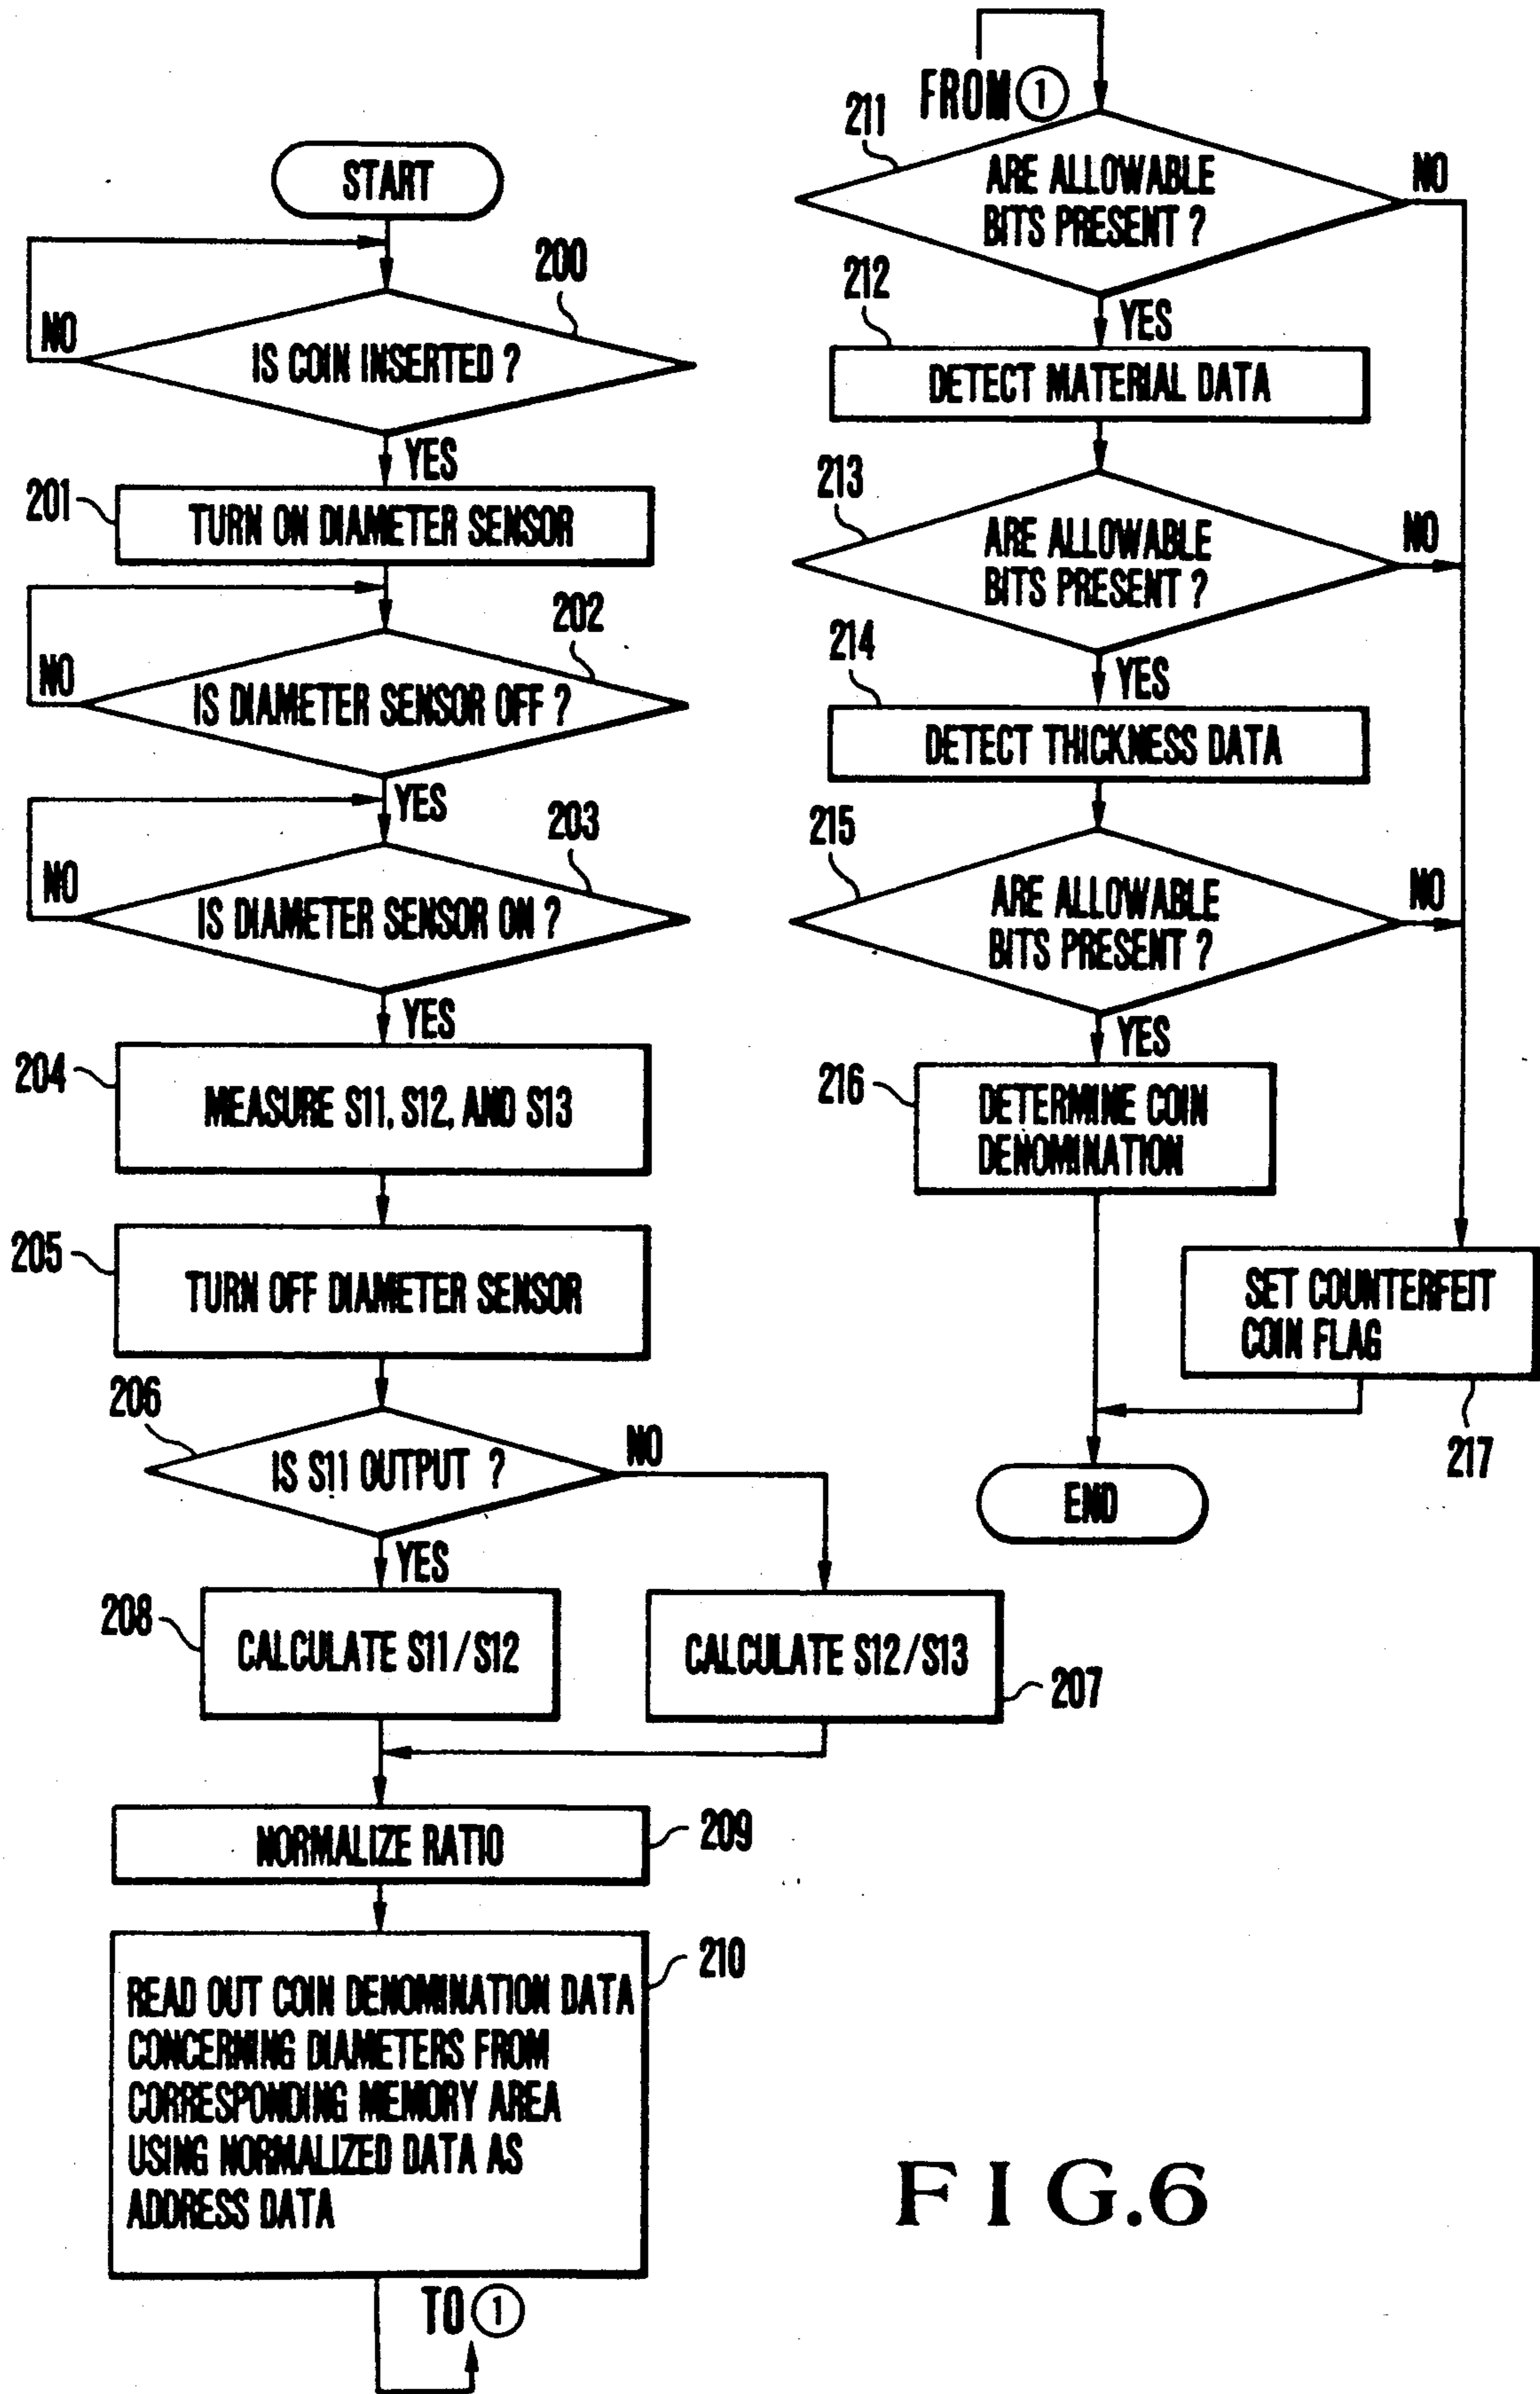 START
200
NO
IS COIN INSERTED ?
YES
201
TURN ON DIAMETER SENSOR
202
NO
IS DIAMETER SENSOR OFF ?
YES
203
NO
IS DIAMETER SENSOR ON ?
YES
204
MEASURE S11, S12, AND S13
205
TURN OFF DIAMETER SENSOR
206
IS S11 OUTPUT ?
NO
YES
208
CALCULATE S11/S12
CALCULATE S12/S13
207
NORMALIZE RATIO
209
210
READ OUT COIN DENOMINATION DATA
CONCERNING DIAMETERS FROM
CORRESPONDING MEMORY AREA
USING NORMALIZED DATA AS
ADDRESS DATA
TO 1
FROM 1
211
ARE ALLOWABLE
BITS PRESENT ?
NO
YES
212
DETECT MATERIAL DATA
213
ARE ALLOWABLE
BITS PRESENT ?
NO
YES
214
DETECT THICKNESS DATA
215
ARE ALLOWABLE
BITS PRESENT ?
NO
YES
216
DETERMINE COIN
DENOMINATION
SET COUNTERFEIT
COIN FLAG
217
END
FIG.6